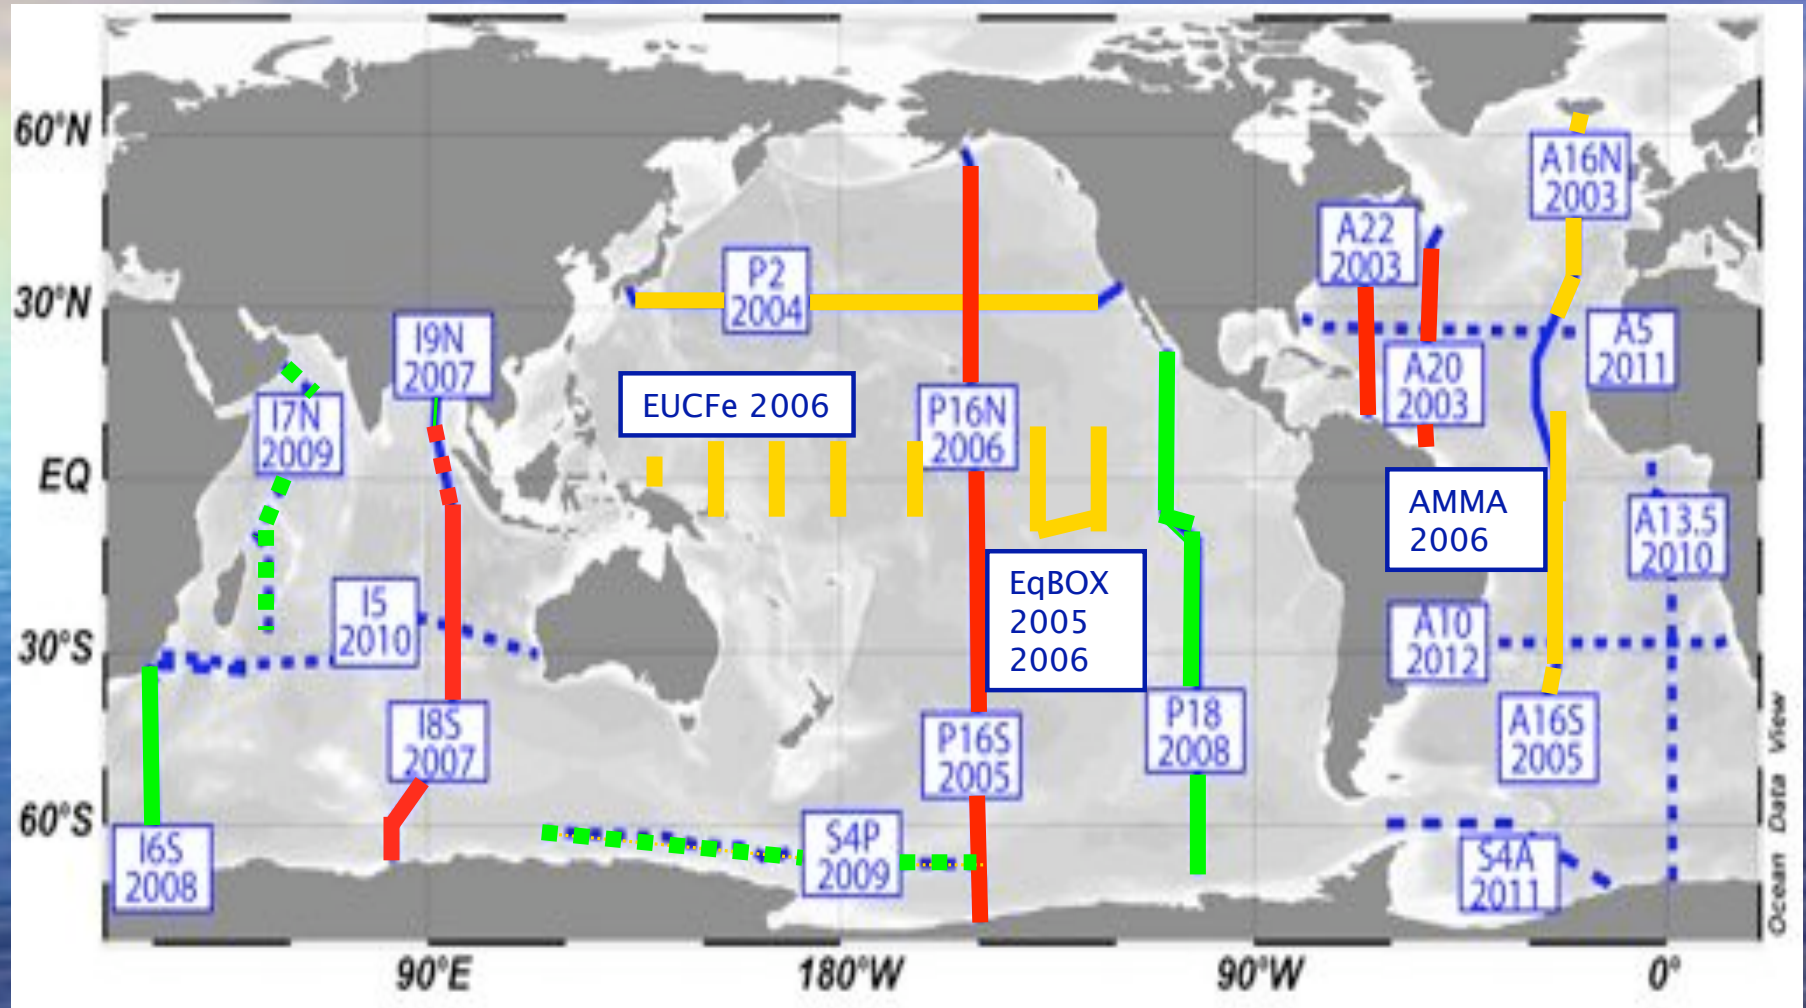 60°N
A16N
2003
A22
2003
P2
2004
30°N
A5
2011
I9N
2007
A20
2003
EUCFe 2006
P16N
2006
I7N
2009
EQ
AMMA
2006
A13.5
2010
EqBOX
2005
2006
I5
2010
30°S
A10
2012
I8S
2007
P16S
2005
P18
2008
A16S
2005
60°S
I6S
2008
S4P
2009
S4A
2011
Ocean Data View
90°E
180°W
90°W
0°